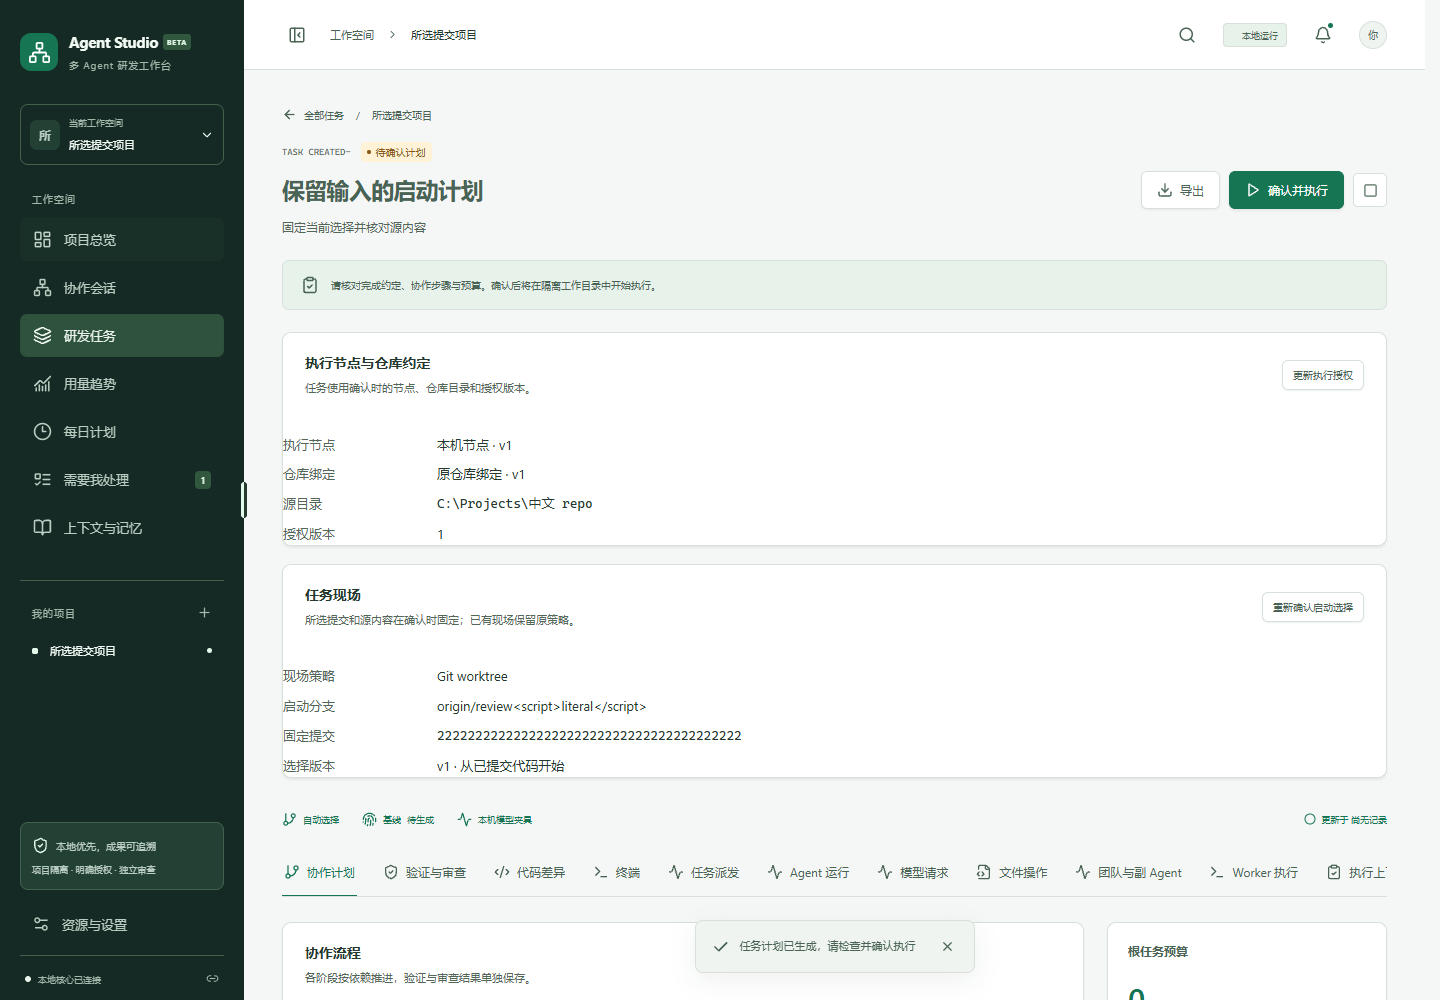 Agent Studio BETA
多 Agent 研发工作台
所
当前工作空间
所选提交项目
工作空间
项目总览
协作会话
研发任务
用量趋势
每日计划
需要我处理 1
上下文与记忆
我的项目
所选提交项目
本地优先，成果可追溯
项目隔离 · 明确授权 · 独立审查
资源与设置
本地核心已连接
工作空间 所选提交项目
本地运行
你
全部任务 / 所选提交项目
TASK CREATED- 待确认计划
保留输入的启动计划
固定当前选择并核对源内容
导出
确认并执行
请核对完成约定、协作步骤与预算。确认后将在隔离工作目录中开始执行。
执行节点与仓库约定
任务使用确认时的节点、仓库目录和授权版本。
更新执行授权
执行节点 本机节点 · v1
仓库绑定 原仓库绑定 · v1
源目录 C:\Projects\中文 repo
授权版本 1
任务现场
所选提交和源内容在确认时固定；已有现场保留原策略。
重新确认启动选择
现场策略 Git worktree
启动分支 origin/review<script>literal</script>
固定提交 2222222222222222222222222222222222222222
选择版本 v1 · 从已提交代码开始
自动选择 基线 待生成 本机模型夹具 更新于 尚无记录
协作计划 验证与审查 代码差异 终端 任务派发 Agent 运行 模型请求 文件操作 团队与副 Agent Worker 执行 执行上
协作流程
各阶段按依赖推进，验证与审查结果单独保存。
根任务预算
0
任务计划已生成，请检查并确认执行